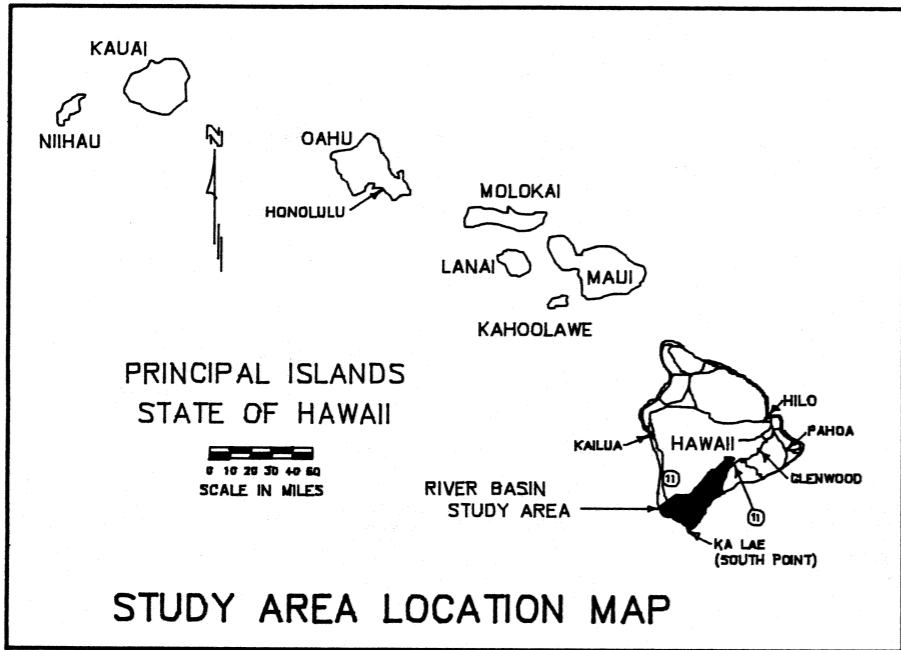 KAUAI
NIIHAU
N
OAHU
HONOLULU
MOLOKAI
LANAI
MAUI
KAHOOLAWE
PRINCIPAL ISLANDS
STATE OF HAWAII
0 10 20 30 40 50
SCALE IN MILES
HILO
PAHOA
KAILUA
HAWAII
GLENWOOD
11
RIVER BASIN
STUDY AREA
11
KA LAE
(SOUTH POINT)
STUDY AREA LOCATION MAP